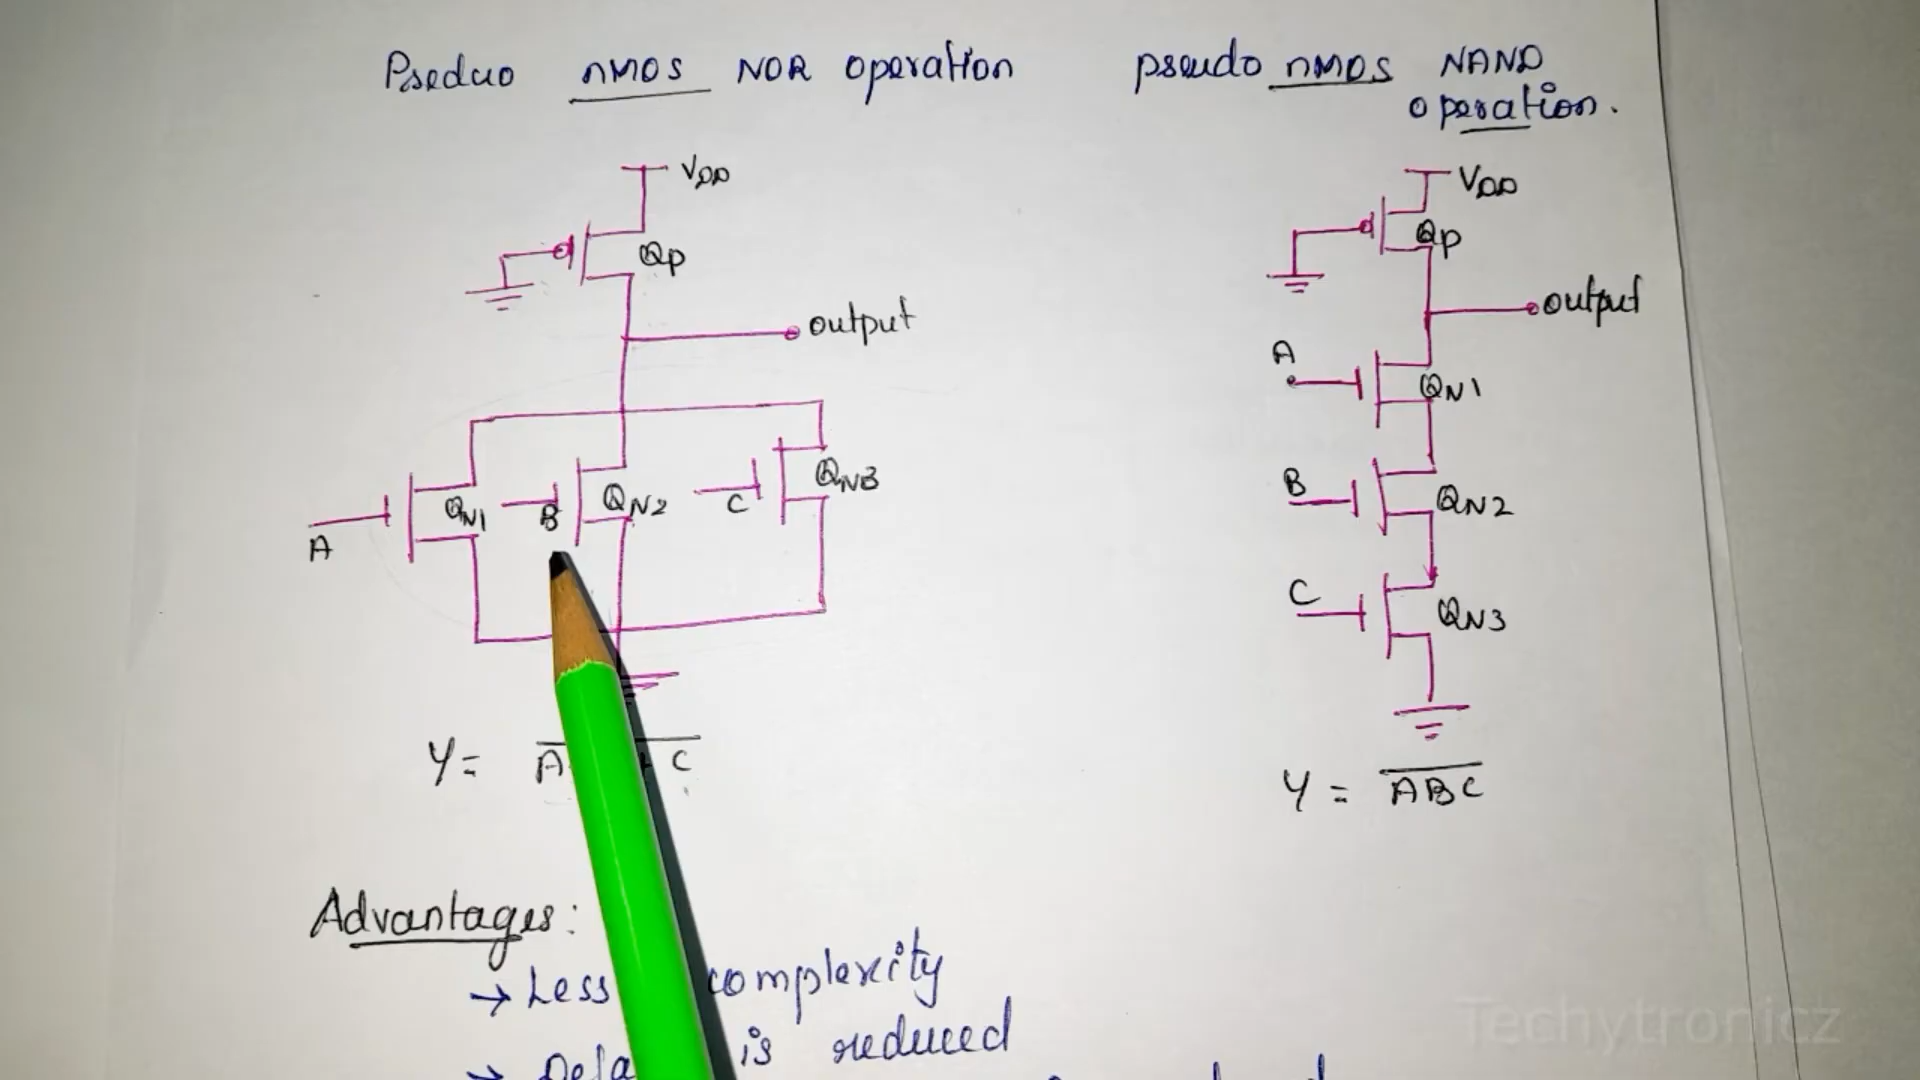 Pseduo nMOS NOR operation
pseudo nMOS NAND
operation.
VDD
QP
output
A
QN1
B
QN2
C
QN3
Y = A C
VDD
QP
output
A
QN1
B
QN2
C
QN3
Y = ABC
Advantages:
→ Less complexity
→ is reduced
Techytronicz